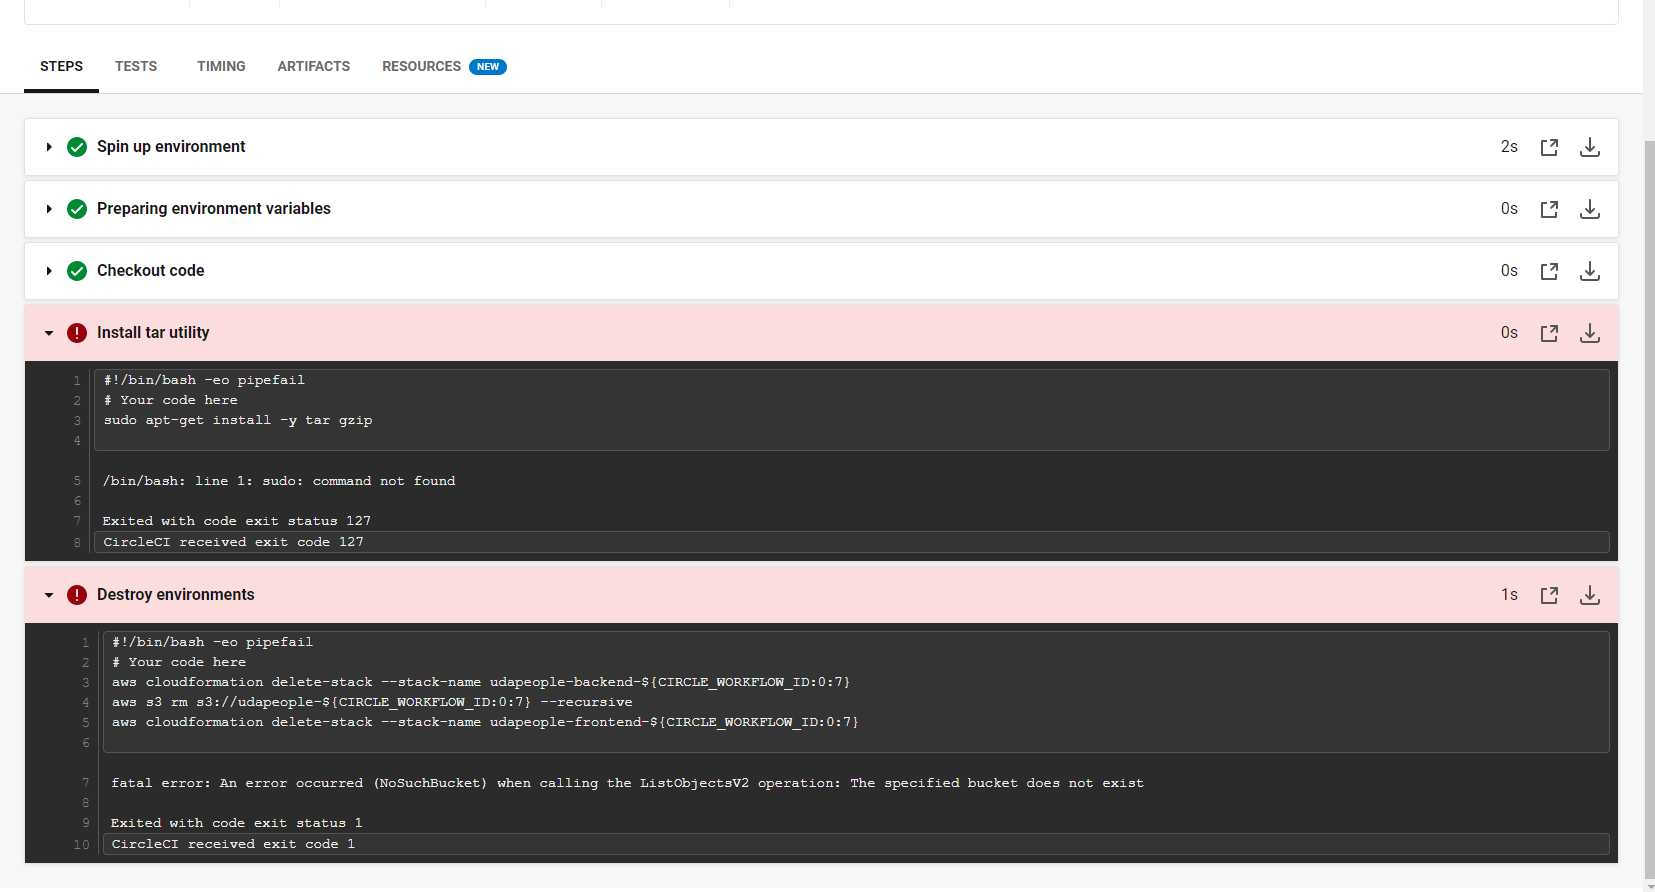 STEPS TESTS TIMING ARTIFACTS RESOURCES NEW
Spin up environment 2s
Preparing environment variables 0s
Checkout code 0s
Install tar utility 0s
1 #!/bin/bash -eo pipefail
2 # Your code here
3 sudo apt-get install -y tar gzip
4
5 /bin/bash: line 1: sudo: command not found
6
7 Exited with code exit status 127
8 CircleCI received exit code 127
Destroy environments 1s
1 #!/bin/bash -eo pipefail
2 # Your code here
3 aws cloudformation delete-stack --stack-name udapeople-backend-${CIRCLE_WORKFLOW_ID:0:7}
4 aws s3 rm s3://udapeople-${CIRCLE_WORKFLOW_ID:0:7} --recursive
5 aws cloudformation delete-stack --stack-name udapeople-frontend-${CIRCLE_WORKFLOW_ID:0:7}
6
7 fatal error: An error occurred (NoSuchBucket) when calling the ListObjectsV2 operation: The specified bucket does not exist
8
9 Exited with code exit status 1
10 CircleCI received exit code 1